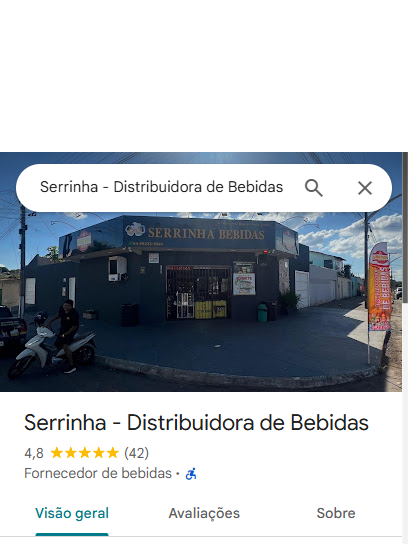 Serrinha - Distribuidora de Bebidas
SERRINHA BEBIDAS
Serrinha - Distribuidora de Bebidas
4,8 (42)
Fornecedor de bebidas ·
Visão geral Avaliações Sobre